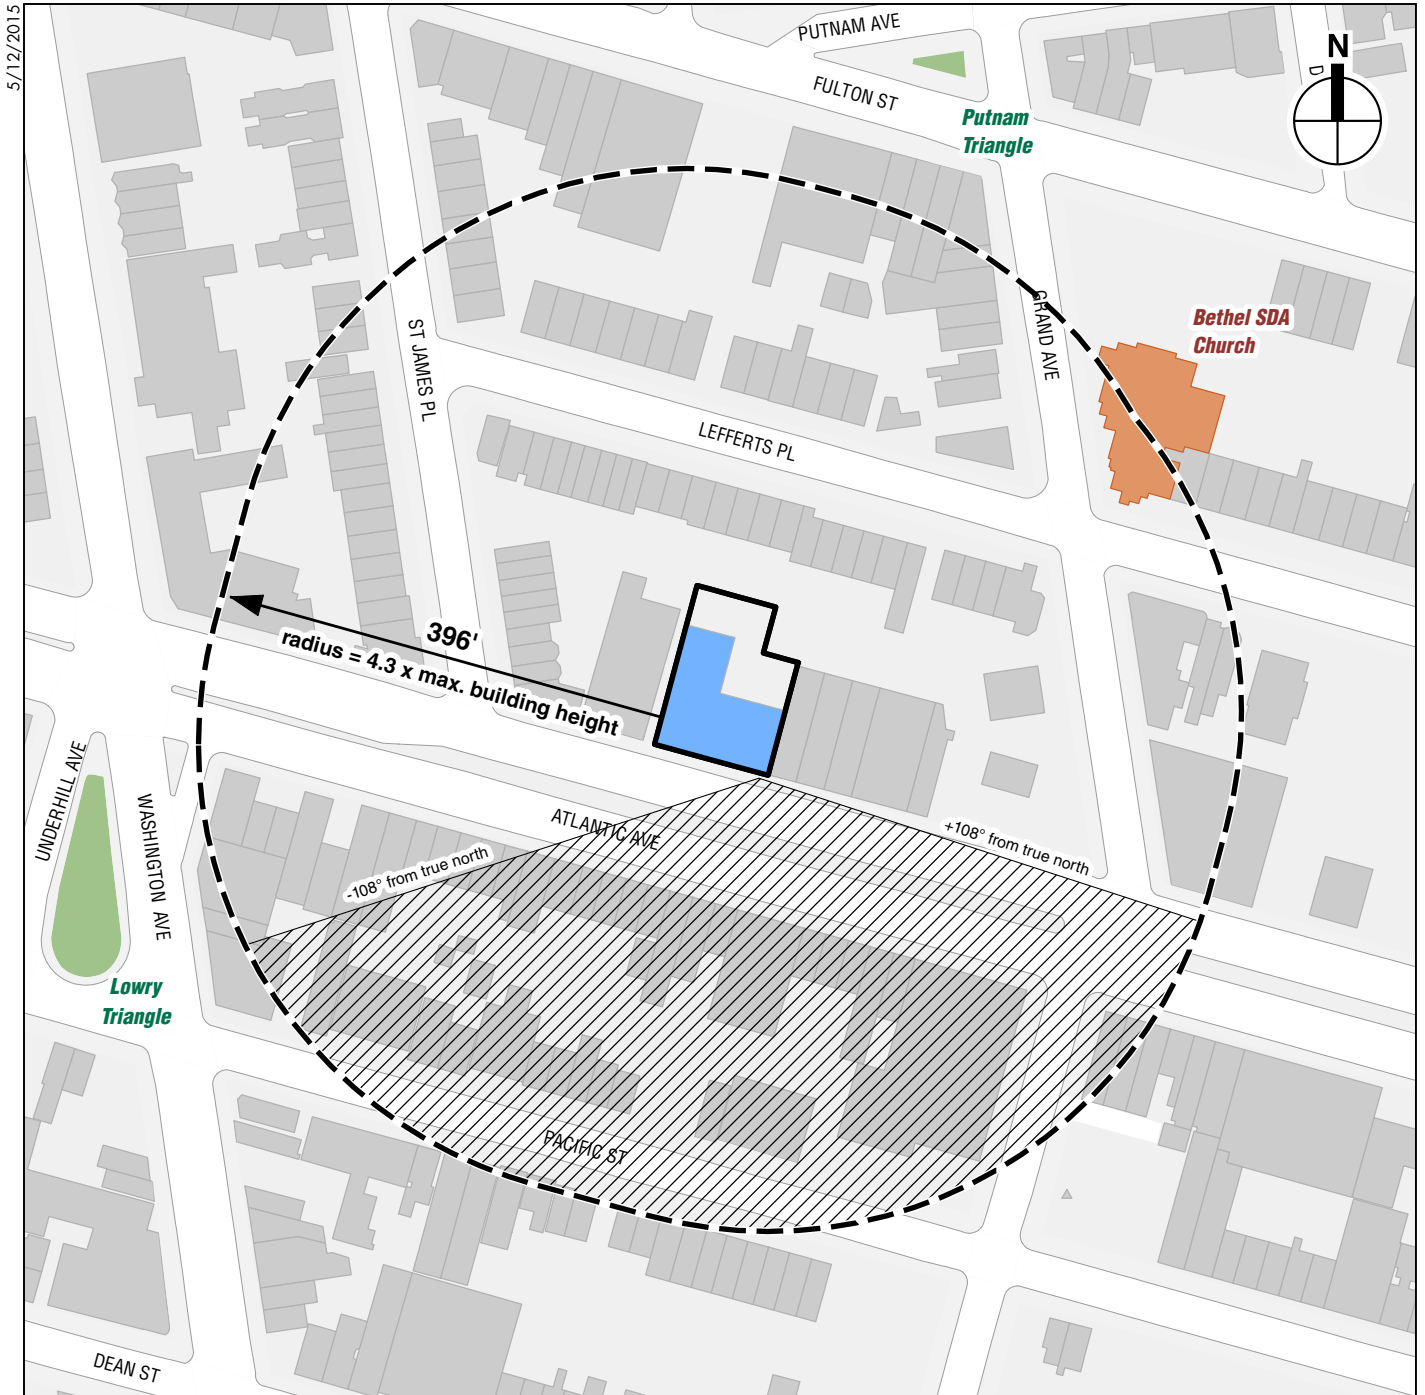 5/12/2015
PUTNAM AVE
N
D
FULTON ST
Putnam
Triangle
GRAND AVE
Bethel SDA
Church
ST JAMES PL
LEFFERTS PL
396'
radius = 4.3 x max. building height
UNDERHILL AVE
WASHINGTON AVE
ATLANTIC AVE
+108° from true north
-108° from true north
Lowry
Triangle
PACIFIC ST
DEAN ST